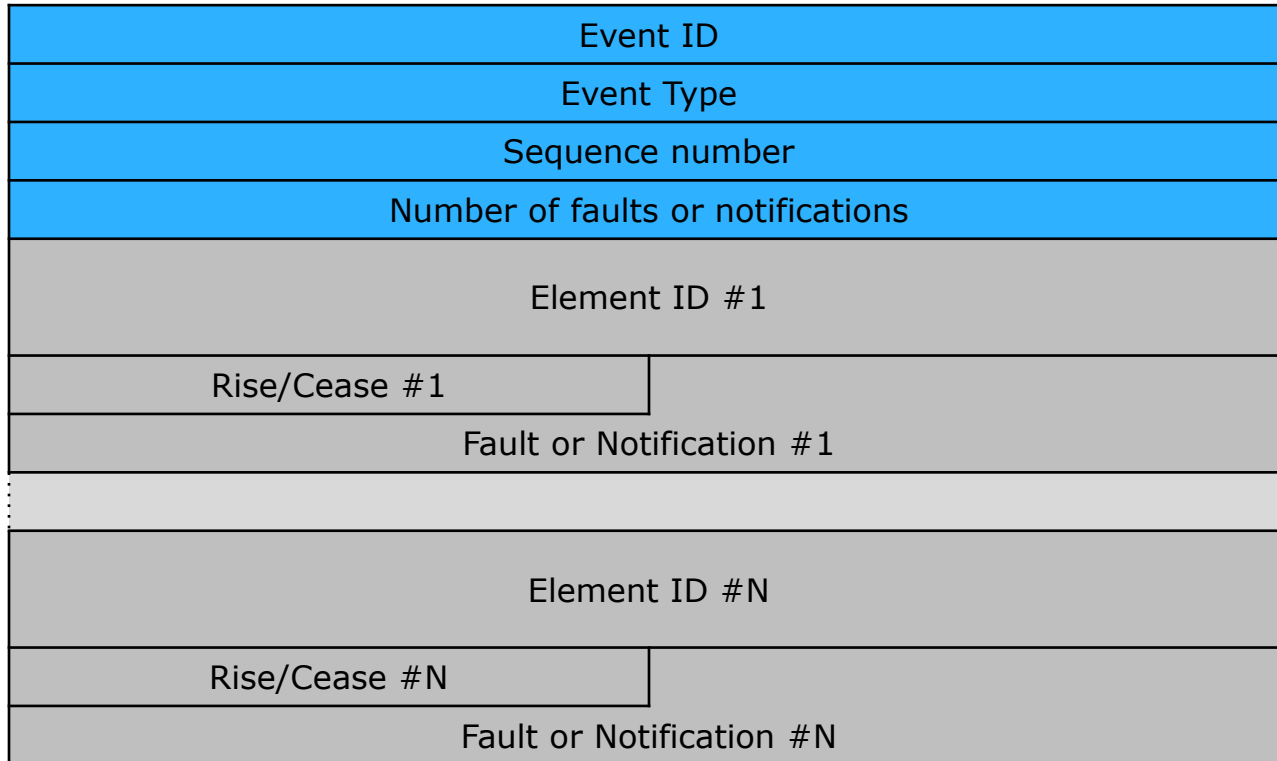 Event ID
Event Type
Sequence number
Number of faults or notifications
Element ID #1
Rise/Cease #1
Fault or Notification #1
Element ID #N
Rise/Cease #N
Fault or Notification #N